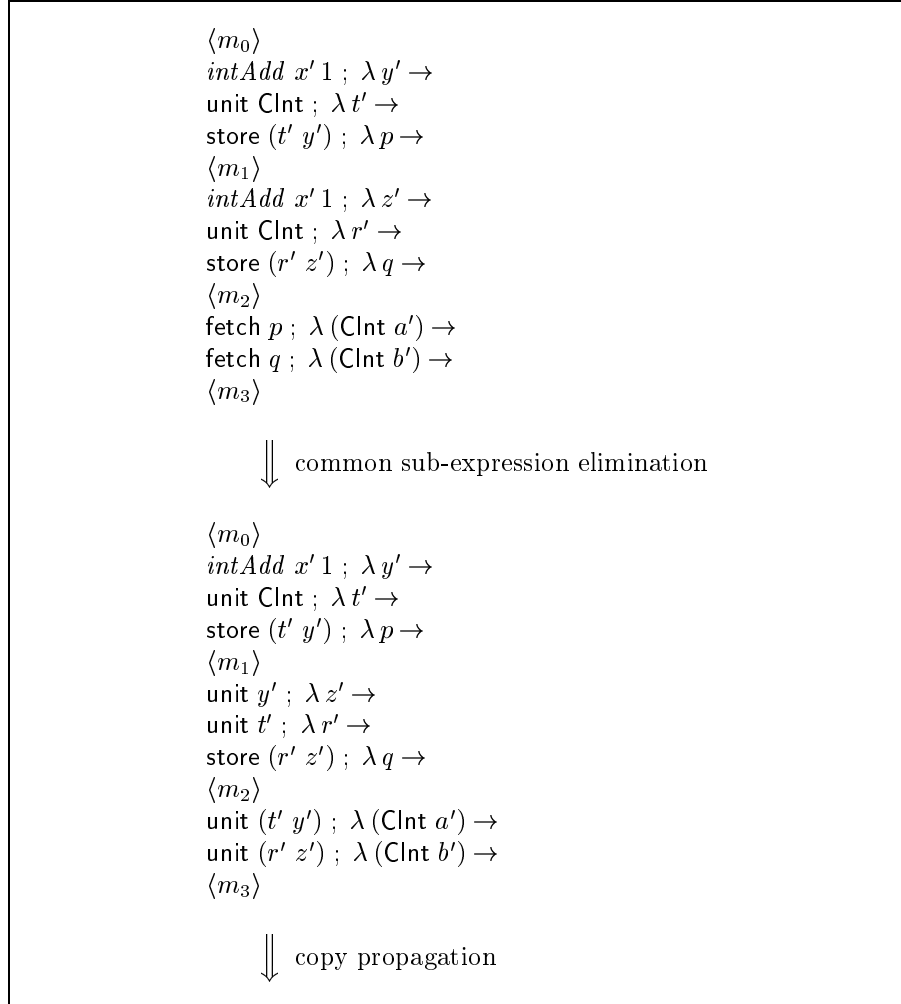 ⟨m₀⟩
intAdd x′ 1 ; λ y′ →
unit CInt ; λ t′ →
store (t′ y′) ; λ p →
⟨m₁⟩
intAdd x′ 1 ; λ z′ →
unit CInt ; λ r′ →
store (r′ z′) ; λ q →
⟨m₂⟩
fetch p ; λ (CInt a′) →
fetch q ; λ (CInt b′) →
⟨m₃⟩
⇓ common sub-expression elimination
⟨m₀⟩
intAdd x′ 1 ; λ y′ →
unit CInt ; λ t′ →
store (t′ y′) ; λ p →
⟨m₁⟩
unit y′ ; λ z′ →
unit t′ ; λ r′ →
store (r′ z′) ; λ q →
⟨m₂⟩
unit (t′ y′) ; λ (CInt a′) →
unit (r′ z′) ; λ (CInt b′) →
⟨m₃⟩
⇓ copy propagation